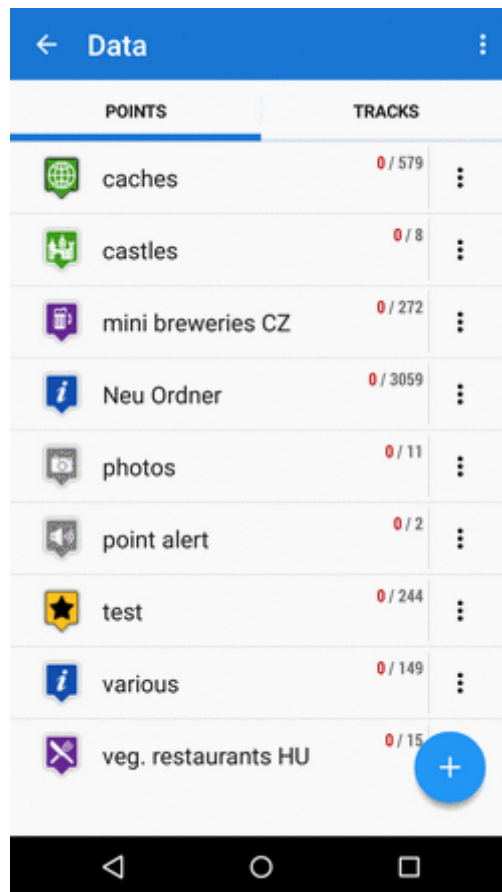 Data
POINTS TRACKS
caches 0 / 579
castles 0 / 8
mini breweries CZ 0 / 272
Neu Ordner 0 / 3059
photos 0 / 11
point alert 0 / 2
test 0 / 244
various 0 / 149
veg. restaurants HU 0 / 15